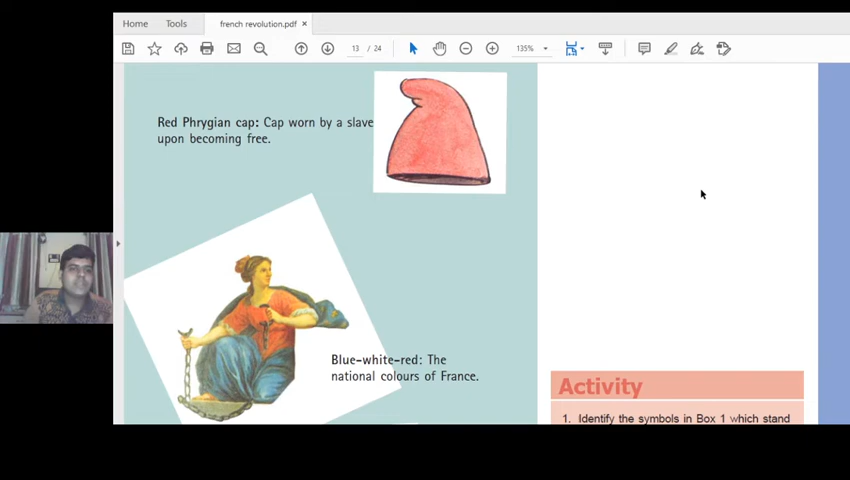 Home Tools french revolution.pdf ×
13 / 24 135%
Red Phrygian cap: Cap worn by a slave
upon becoming free.
Blue-white-red: The
national colours of France.
Activity
1. Identify the symbols in Box 1 which stand